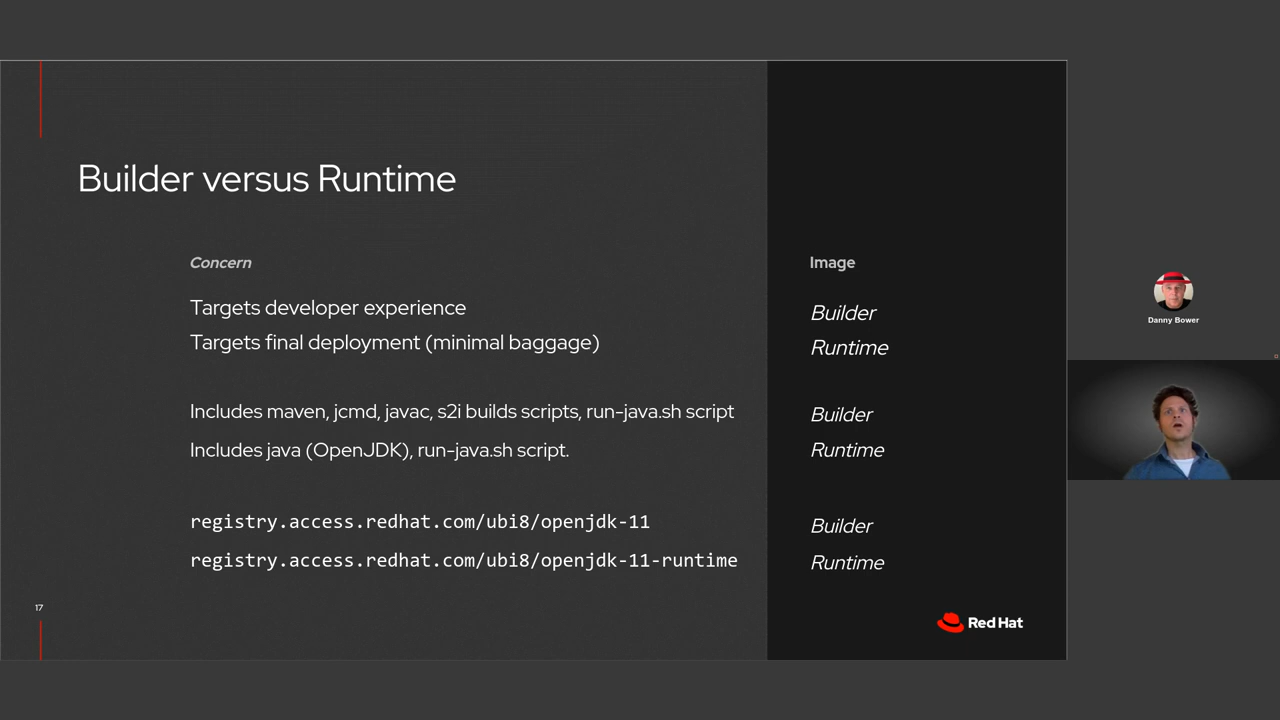 Builder versus Runtime
Concern
Image
Targets developer experience
Builder
Targets final deployment (minimal baggage)
Runtime
Includes maven, jcmd, javac, s2i builds scripts, run-java.sh script
Builder
Includes java (OpenJDK), run-java.sh script.
Runtime
registry.access.redhat.com/ubi8/openjdk-11
Builder
registry.access.redhat.com/ubi8/openjdk-11-runtime
Runtime
17
Red Hat
Danny Bower